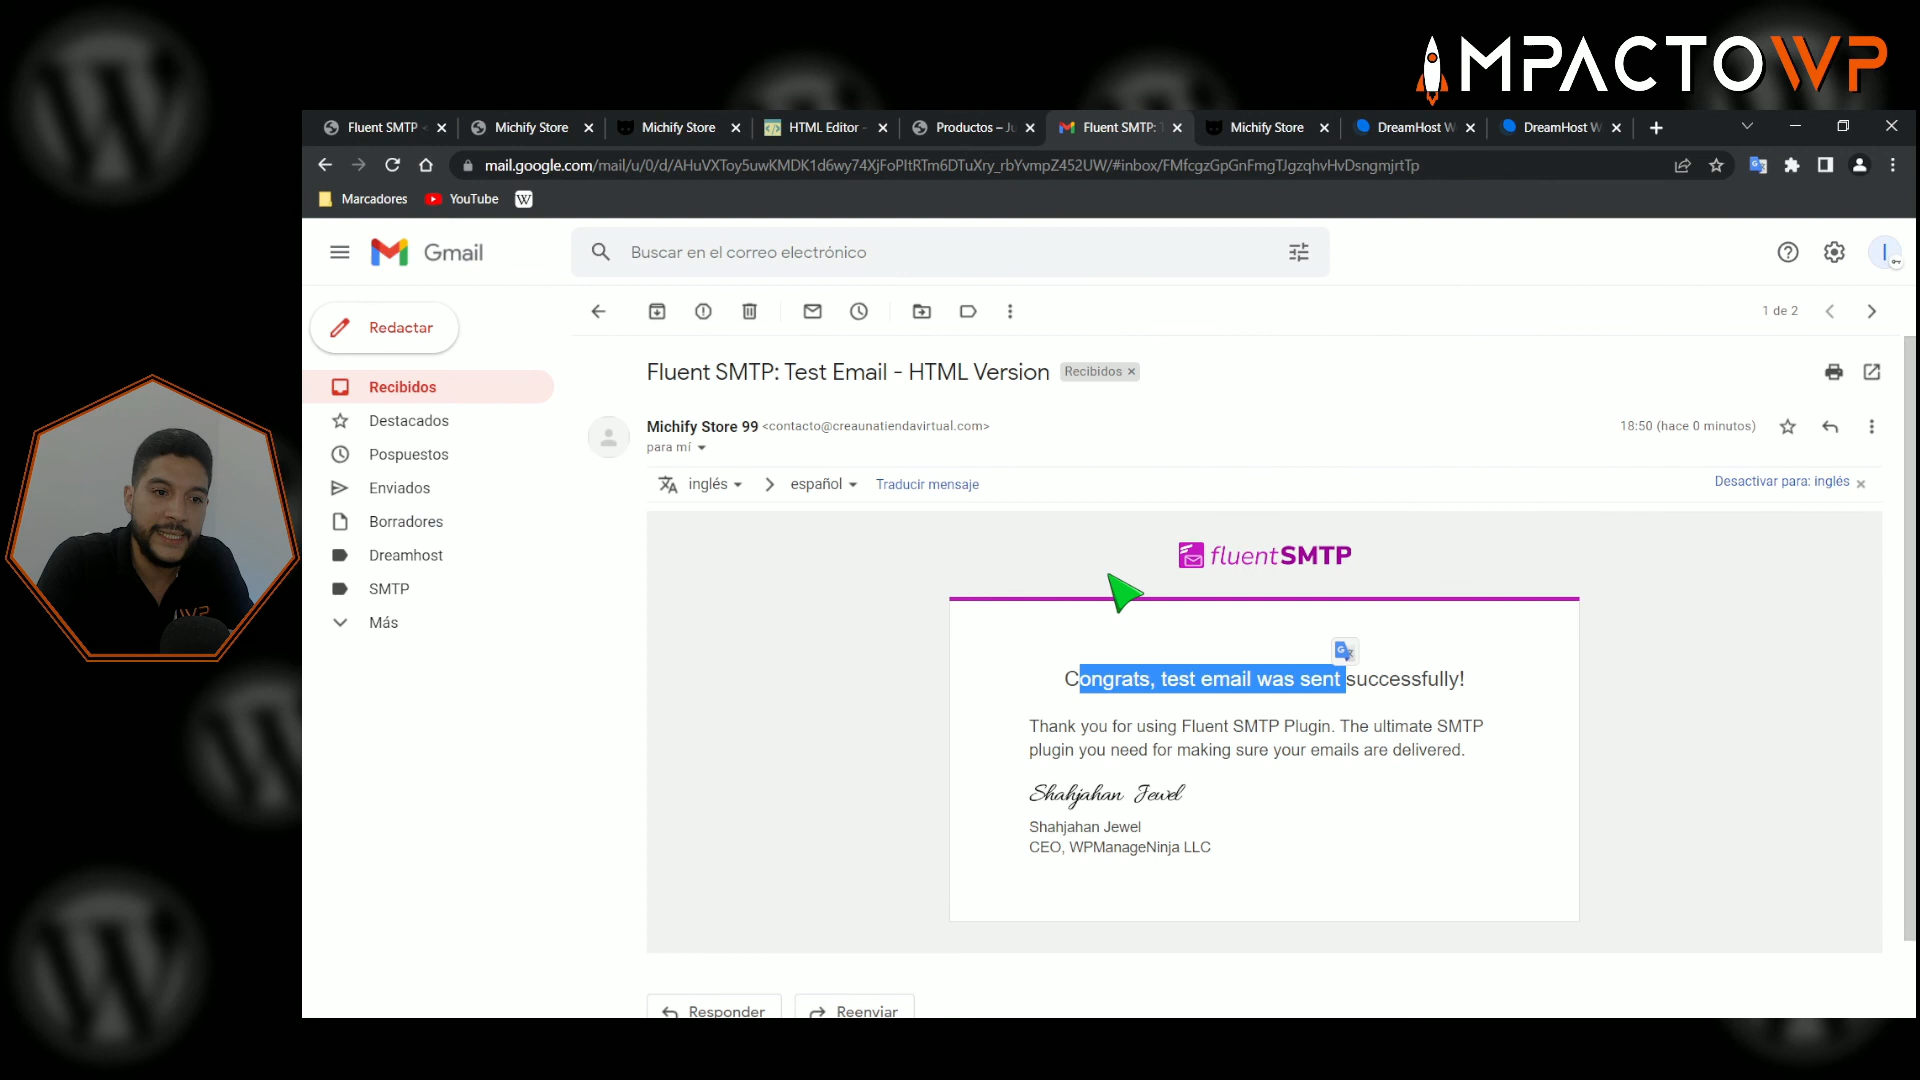 IMPACTOWP
Fluent SMTP
Michify Store
Michify Store
HTML Editor -
Productos – Ju
Fluent SMTP: T
Michify Store
DreamHost W
DreamHost W
mail.google.com/mail/u/0/d/AHuVXToy5uwKMDK1d6wy74XjFoPItRTm6DTuXry_rbYvmpZ452UW/#inbox/FMfcgzGpGnFmgTJgzqhvHvDsngmjrtTp
Marcadores
YouTube
W
Gmail
Buscar en el correo electrónico
I
Redactar
1 de 2
Fluent SMTP: Test Email - HTML Version
Recibidos ×
Recibidos
Destacados
Pospuestos
Enviados
Borradores
Dreamhost
SMTP
Más
Michify Store 99 <contacto@creaunatiendavirtual.com>
18:50 (hace 0 minutos)
para mí
inglés
español
Traducir mensaje
Desactivar para: inglés ×
fluentSMTP
Congrats, test email was sent successfully!
Thank you for using Fluent SMTP Plugin. The ultimate SMTP
plugin you need for making sure your emails are delivered.
Shahjahan Jewel
Shahjahan Jewel
CEO, WPManageNinja LLC
Responder
Reenviar